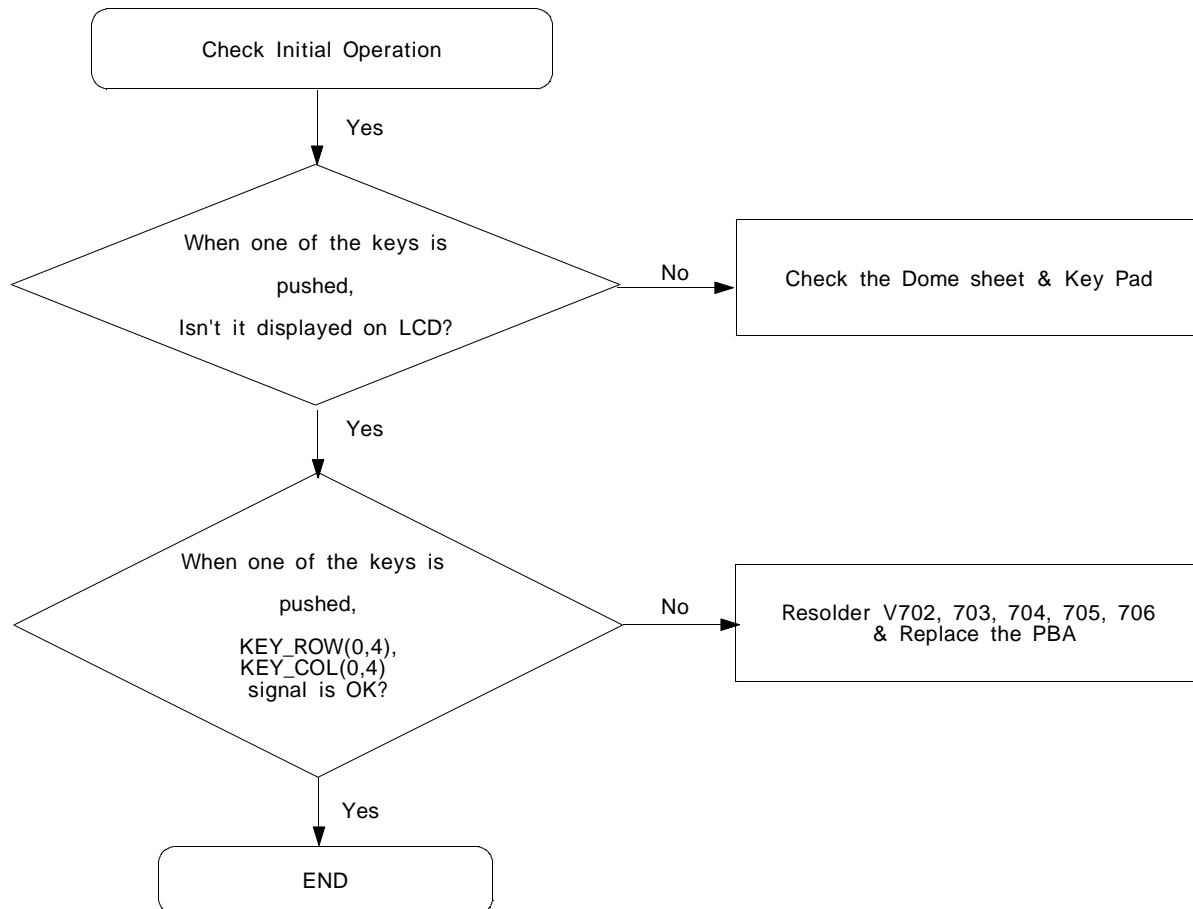 Check Initial Operation
Yes
When one of the keys is
pushed,
Isn't it displayed on LCD?
No
Check the Dome sheet & Key Pad
Yes
When one of the keys is
pushed,
KEY_ROW(0,4),
KEY_COL(0,4)
signal is OK?
No
Resolder V702, 703, 704, 705, 706
& Replace the PBA
Yes
END